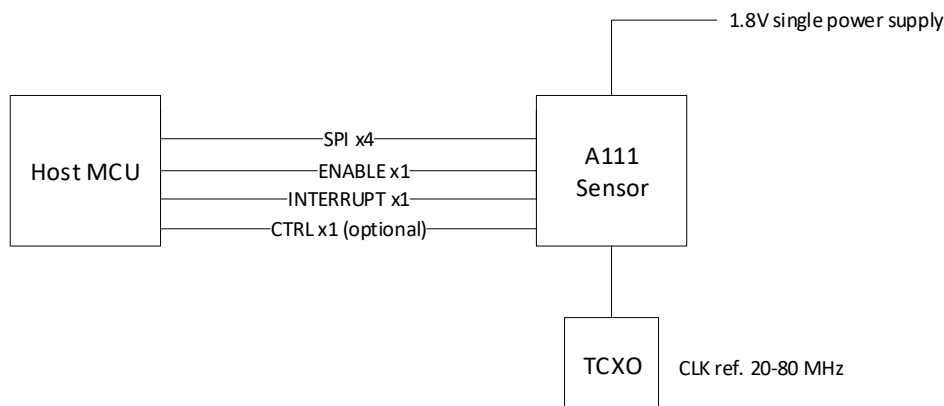 1.8V single power supply
Host MCU
SPI x4
ENABLE x1
INTERRUPT x1
CTRL x1 (optional)
A111
Sensor
TCXO
CLK ref. 20-80 MHz